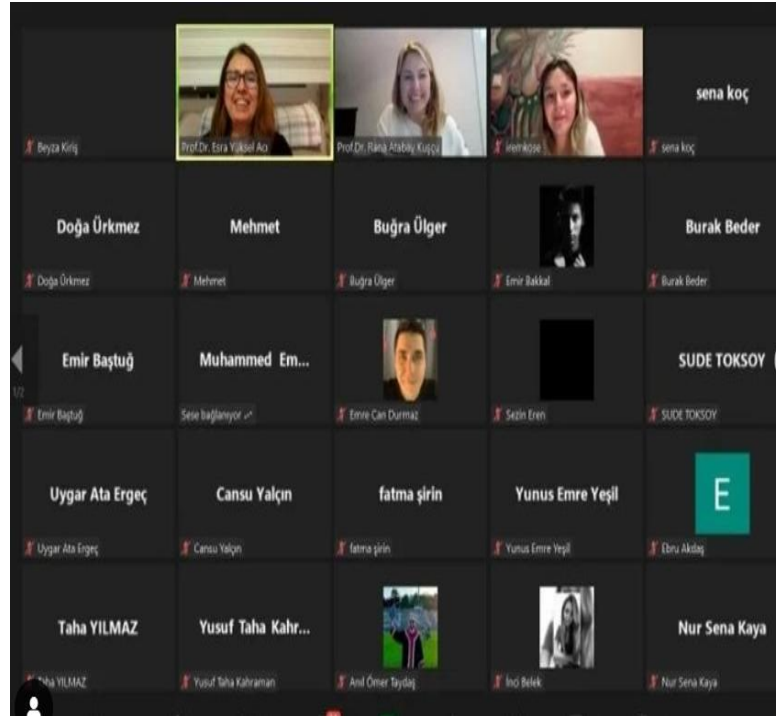 Beyza Kiriş
Prof.Dr. Esra Yüksel Acı
Prof.Dr. Rana Atabay Kuşçu
iremköse
sena koç
sena koç
Doğa Ürkmez
Mehmet
Buğra Ülger
Burak Beder
Doğa Ürkmez
Mehmet
Buğra Ülger
Emir Bakkal
Burak Beder
Emir Baştuğ
Muhammed Em...
SUDE TOKSOY
1/2
Emir Baştuğ
Sese bağlanıyor
Emre Can Durmaz
Sezin Eren
SUDE TOKSOY
Uygar Ata Ergeç
Cansu Yalçın
fatma şirin
Yunus Emre Yeşil
E
Uygar Ata Ergeç
Cansu Yalçın
fatma şirin
Yunus Emre Yeşil
Ebru Akdaş
Taha YILMAZ
Yusuf Taha Kahr...
Nur Sena Kaya
Taha YILMAZ
Yusuf Taha Kahraman
Anıl Ömer Taydaş
İnci Belek
Nur Sena Kaya